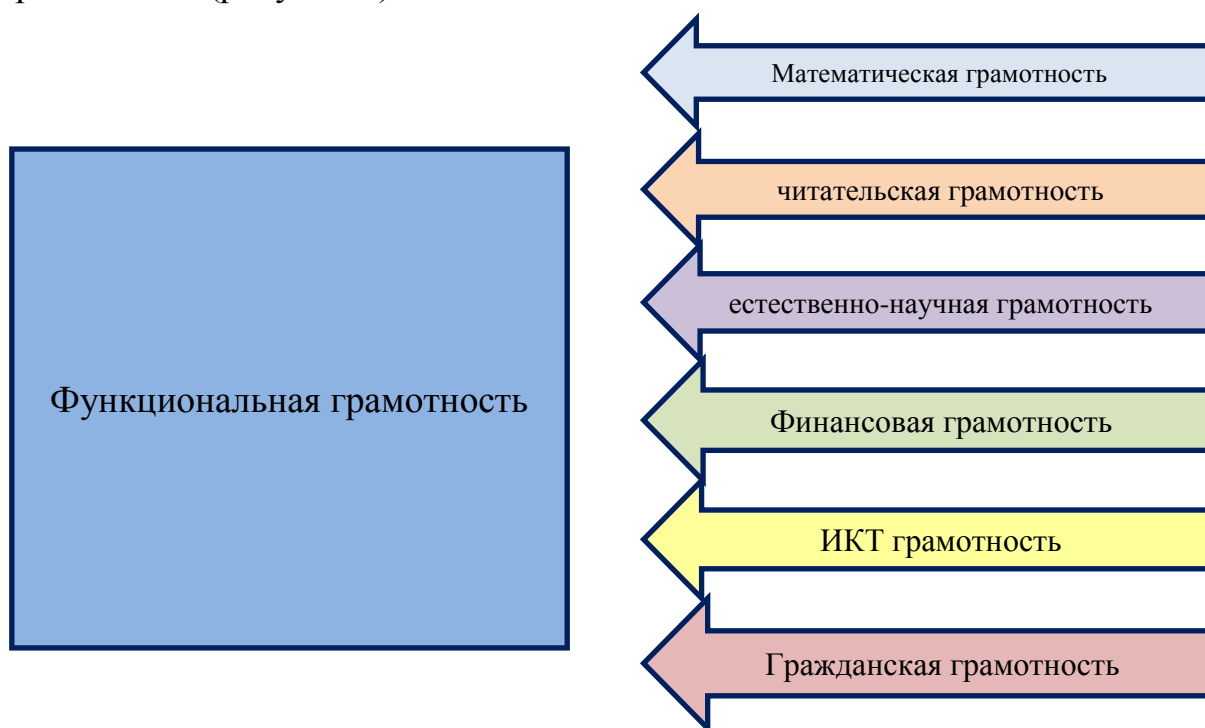 Математическая грамотность
читательская грамотность
естественно-научная грамотность
Функциональная грамотность
Финансовая грамотность
ИКТ грамотность
Гражданская грамотность